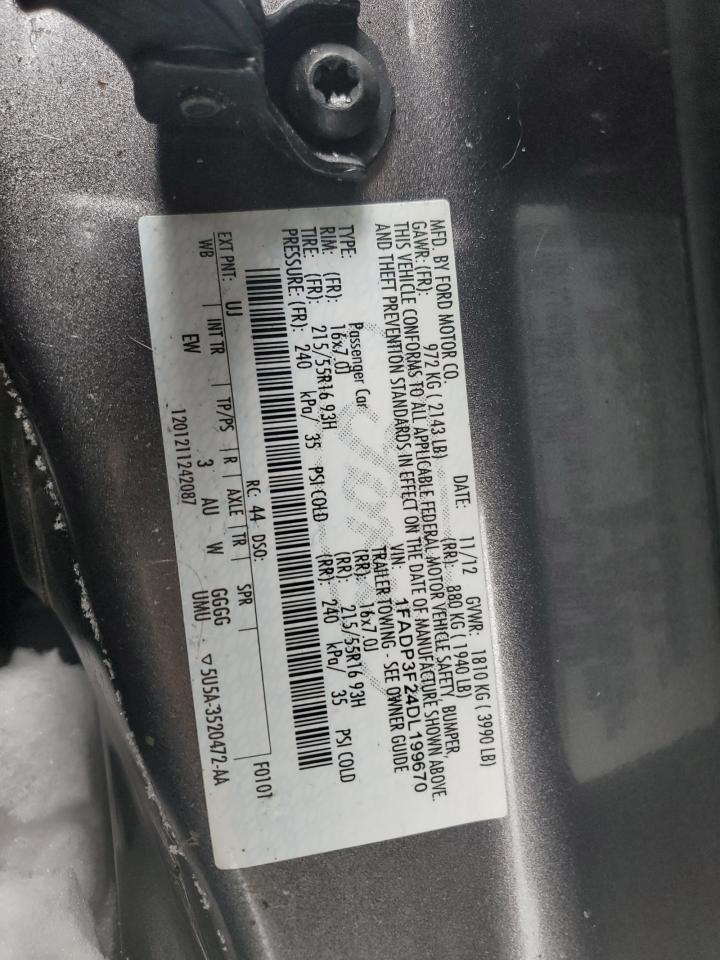 MFD. BY FORD MOTOR CO. DATE: 11/12 GVWR: 1810 KG ( 3990 LB)
GAWR: (FR): 972 KG ( 2143 LB) (RR): 880 KG ( 1940 LB)
THIS VEHICLE CONFORMS TO ALL APPLICABLE FEDERAL MOTOR VEHICLE SAFETY, BUMPER,
AND THEFT PREVENTION STANDARDS IN EFFECT ON THE DATE OF MANUFACTURE SHOWN ABOVE.
VIN: 1FADP3F24DL199670
TYPE: Passenger Car TRAILER TOWING - SEE OWNER GUIDE
RIM: (FR): 16x7.0J (RR): 16x7.0J
TIRE: (FR): 215/55R16 93H (RR): 215/55R16 93H
PRESSURE: (FR): 240 kPa/ 35 PSI COLD (RR): 240 kPa/ 35 PSI COLD
F0101
EXT PNT: UJ RC: 44 DSO:
WB | INT TR | TP/PS | R | AXLE | TR | SPR
EW 3 AU W GGGG
1201211242087 UMU ▽5U5A-3520472-AA